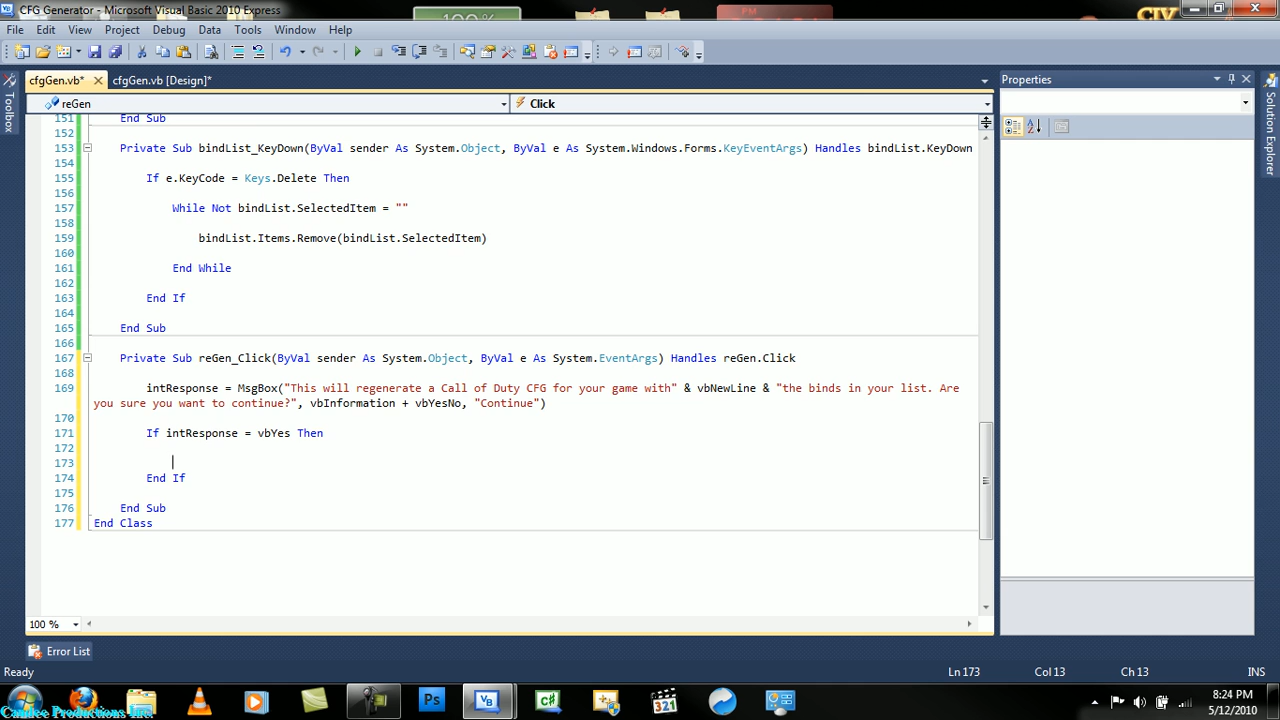 CFG Generator - Microsoft Visual Basic 2010 Express
100%
CIV
File Edit View Project Debug Data Tools Window Help
cfgGen.vb* cfgGen.vb [Design]*
Properties
Toolbox
Solution Explorer
reGen Click
151 End Sub
152
153 Private Sub bindList_KeyDown(ByVal sender As System.Object, ByVal e As System.Windows.Forms.KeyEventArgs) Handles bindList.KeyDown
154
155 If e.KeyCode = Keys.Delete Then
156
157 While Not bindList.SelectedItem = ""
158
159 bindList.Items.Remove(bindList.SelectedItem)
160
161 End While
162
163 End If
164
165 End Sub
166
167 Private Sub reGen_Click(ByVal sender As System.Object, ByVal e As System.EventArgs) Handles reGen.Click
168
169 intResponse = MsgBox("This will regenerate a Call of Duty CFG for your game with" & vbNewLine & "the binds in your list. Are
you sure you want to continue?", vbInformation + vbYesNo, "Continue")
170
171 If intResponse = vbYes Then
172
173
174 End If
175
176 End Sub
177 End Class
100 %
Error List
Ready Ln 173 Col 13 Ch 13 INS
Ps VB C# 321
8:24 PM
5/12/2010